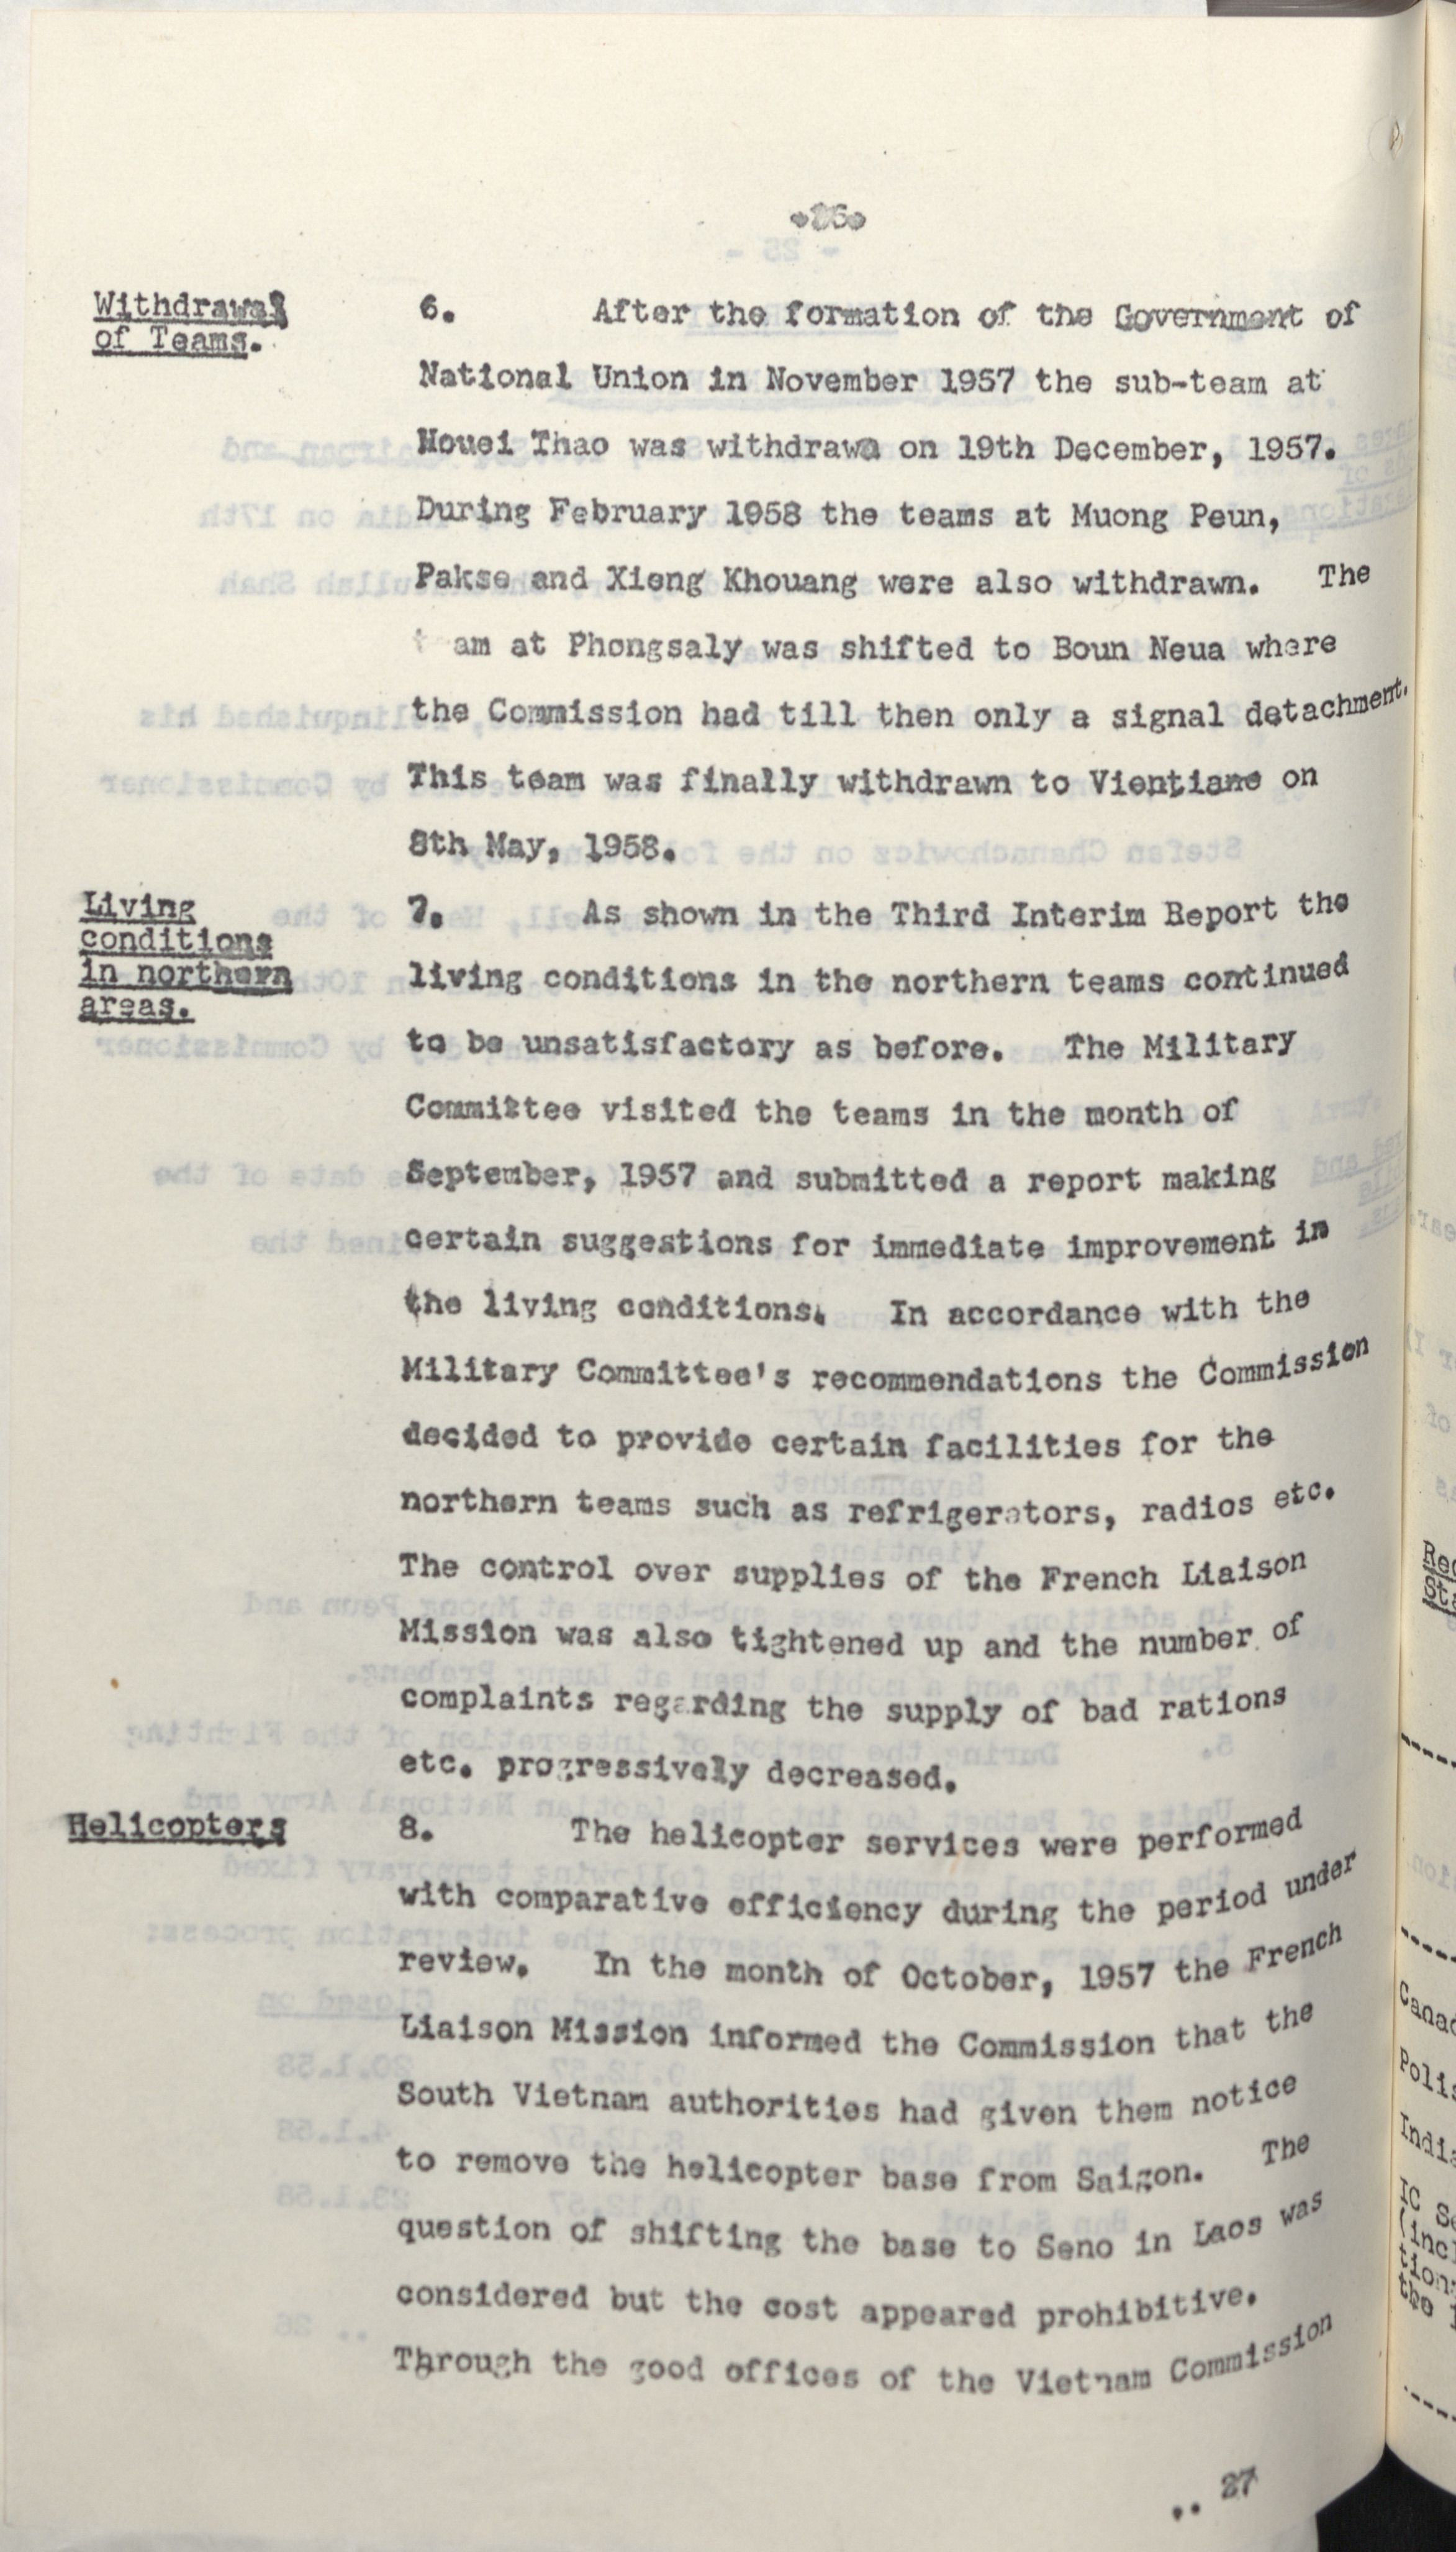 -26-
Withdrawal
of Teams.
6. After the formation of the Government of
National Union in November 1957 the sub-team at
Houei Thao was withdrawn on 19th December, 1957.
During February 1958 the teams at Muong Peun,
Pakse and Xieng Khouang were also withdrawn. The
t am at Phongsaly was shifted to Boun Neua where
the Commission had till then only a signal detachment.
This team was finally withdrawn to Vientiane on
8th May, 1958.
Living
conditions
in northern
areas.
7. As shown in the Third Interim Report the
living conditions in the northern teams continued
to be unsatisfactory as before. The Military
Committee visited the teams in the month of
September, 1957 and submitted a report making
certain suggestions for immediate improvement in
the living conditions. In accordance with the
Military Committee's recommendations the Commission
decided to provide certain facilities for the
northern teams such as refrigerators, radios etc.
The control over supplies of the French Liaison
Mission was also tightened up and the number of
complaints regarding the supply of bad rations
etc. progressively decreased.
Helicopters
8. The helicopter services were performed
with comparative efficiency during the period under
review. In the month of October, 1957 the French
Liaison Mission informed the Commission that the
South Vietnam authorities had given them notice
to remove the helicopter base from Saigon. The
question of shifting the base to Seno in Laos was
considered but the cost appeared prohibitive.
Through the good offices of the Vietnam Commission
.. 27